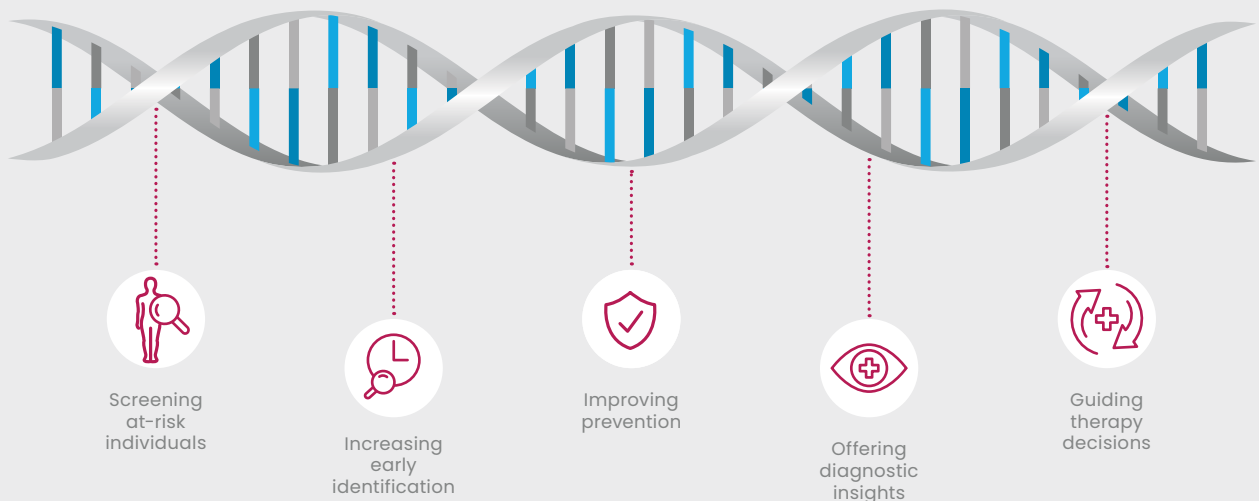 Screening
at-risk
individuals
Increasing
early
identification
Improving
prevention
Offering
diagnostic
insights
Guiding
therapy
decisions